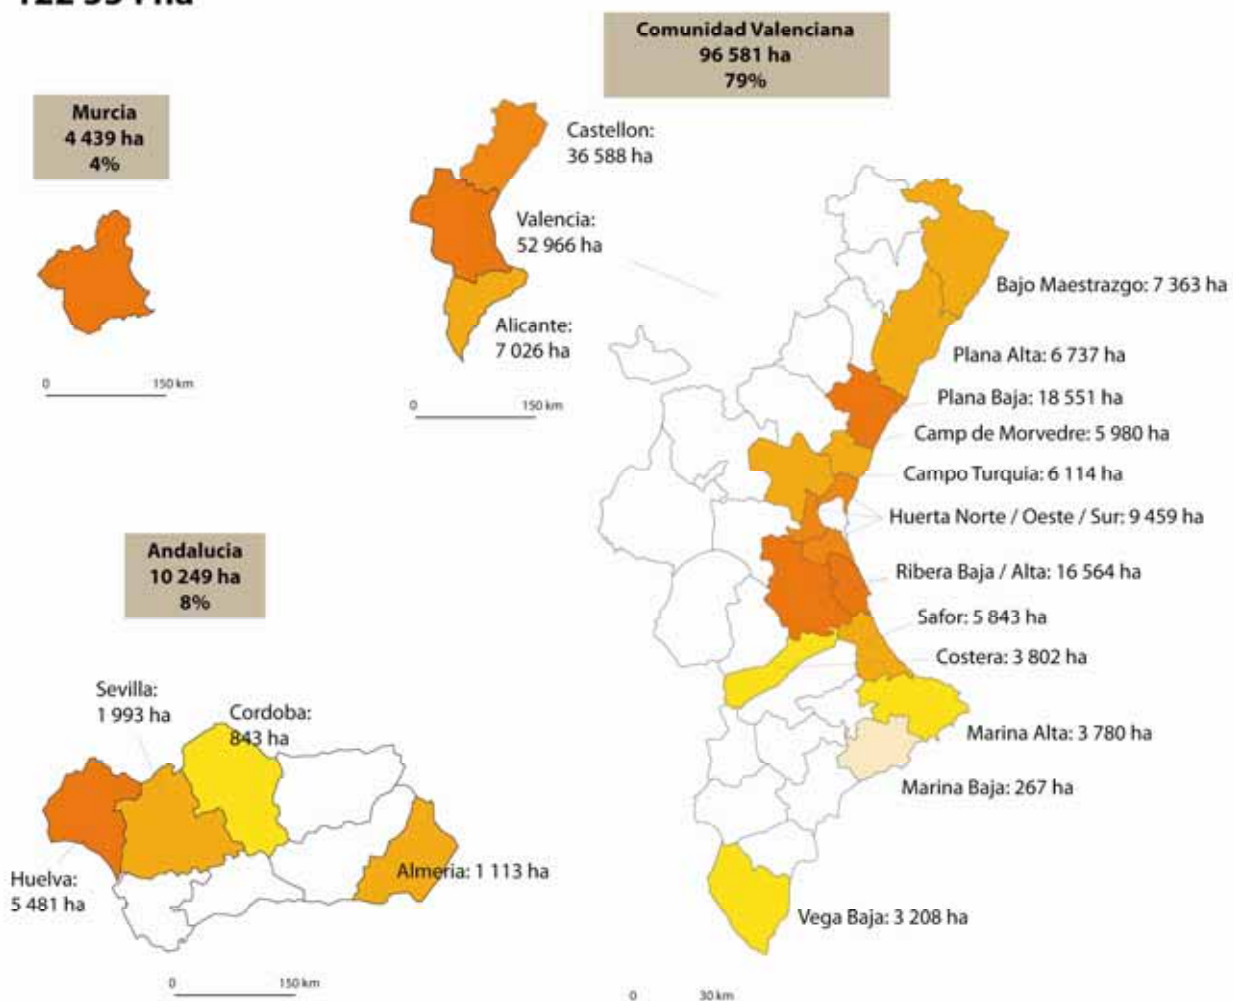 Comunidad Valenciana
96 581 ha
79%
Murcia
4 439 ha
4%
Castellon:
36 588 ha
Valencia:
52 966 ha
Alicante:
7 026 ha
0 150 km
0 150 km
Bajo Maestrazgo: 7 363 ha
Plana Alta: 6 737 ha
Plana Baja: 18 551 ha
Camp de Morvedre: 5 980 ha
Campo Turquia: 6 114 ha
Huerta Norte / Oeste / Sur: 9 459 ha
Ribera Baja / Alta: 16 564 ha
Safor: 5 843 ha
Costera: 3 802 ha
Marina Alta: 3 780 ha
Marina Baja: 267 ha
Vega Baja: 3 208 ha
0 30 km
Andalucia
10 249 ha
8%
Sevilla:
1 993 ha
Cordoba:
843 ha
Huelva:
5 481 ha
Almeria: 1 113 ha
0 150 km